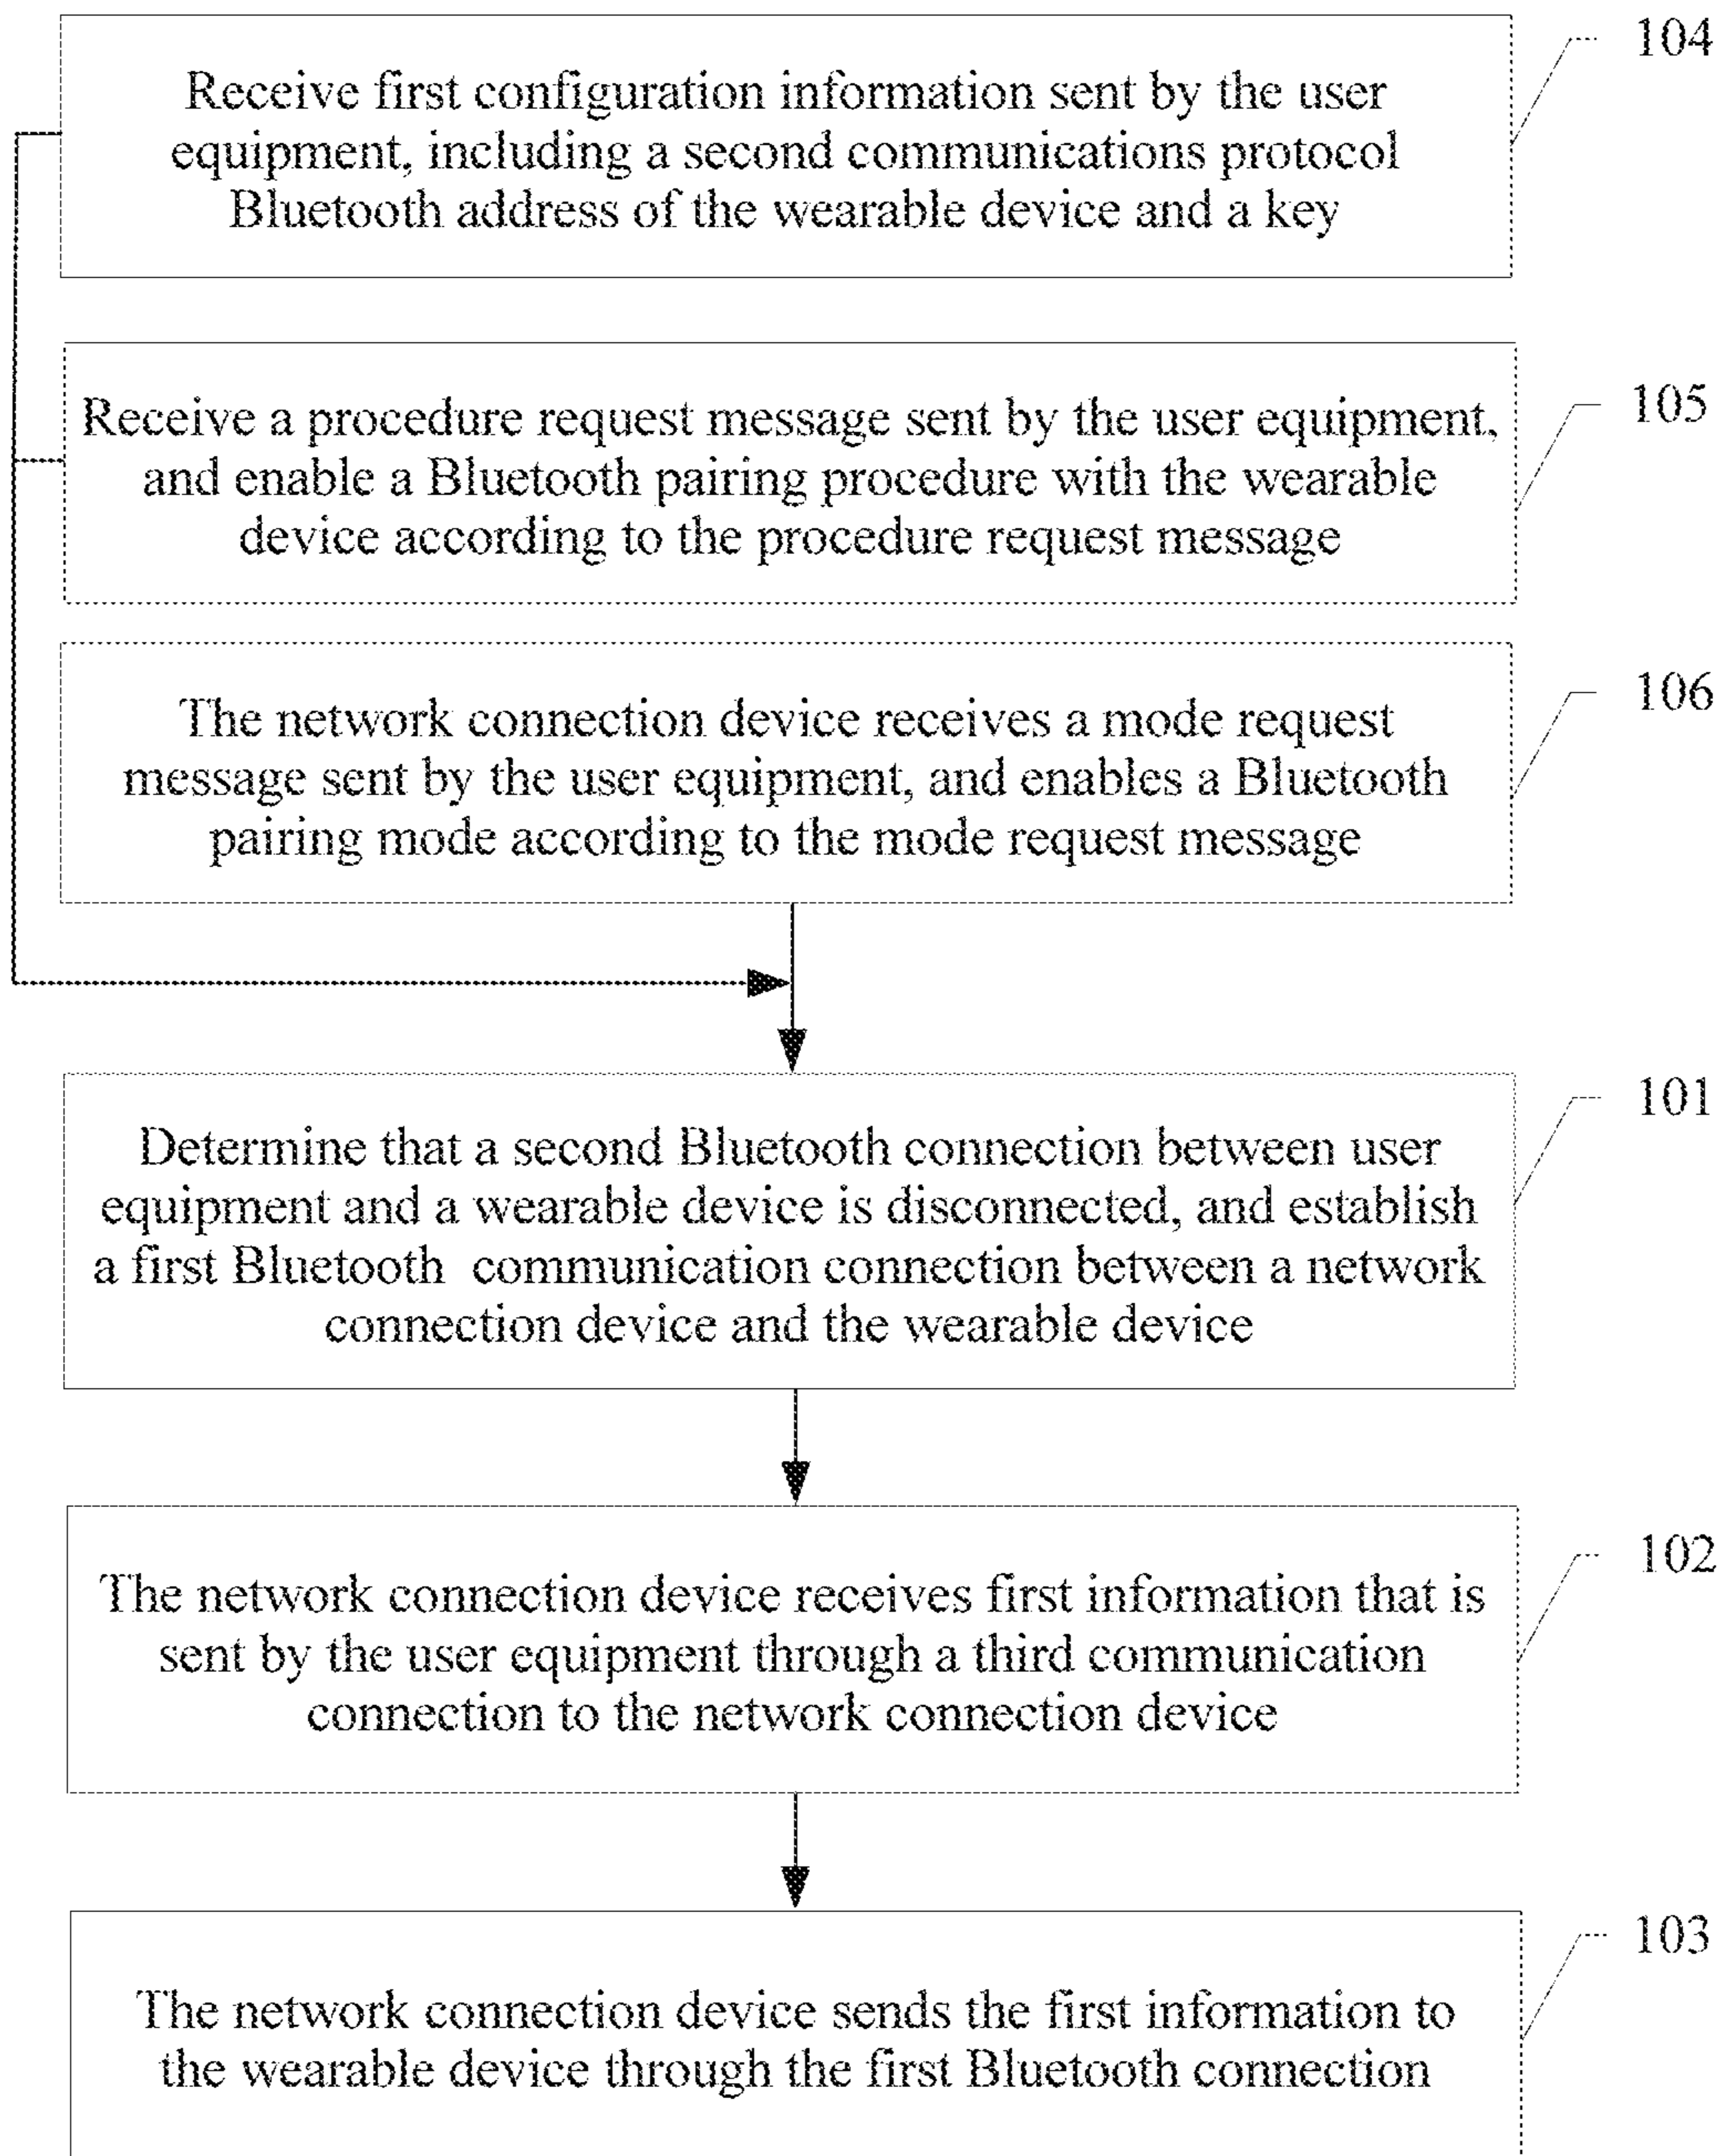 104
Receive first configuration information sent by the user
equipment, including a second communications protocol
Bluetooth address of the wearable device and a key
105
Receive a procedure request message sent by the user equipment,
and enable a Bluetooth pairing procedure with the wearable
device according to the procedure request message
106
The network connection device receives a mode request
message sent by the user equipment, and enables a Bluetooth
pairing mode according to the mode request message
101
Determine that a second Bluetooth connection between user
equipment and a wearable device is disconnected, and establish
a first Bluetooth communication connection between a network
connection device and the wearable device
102
The network connection device receives first information that is
sent by the user equipment through a third communication
connection to the network connection device
103
The network connection device sends the first information to
the wearable device through the first Bluetooth connection